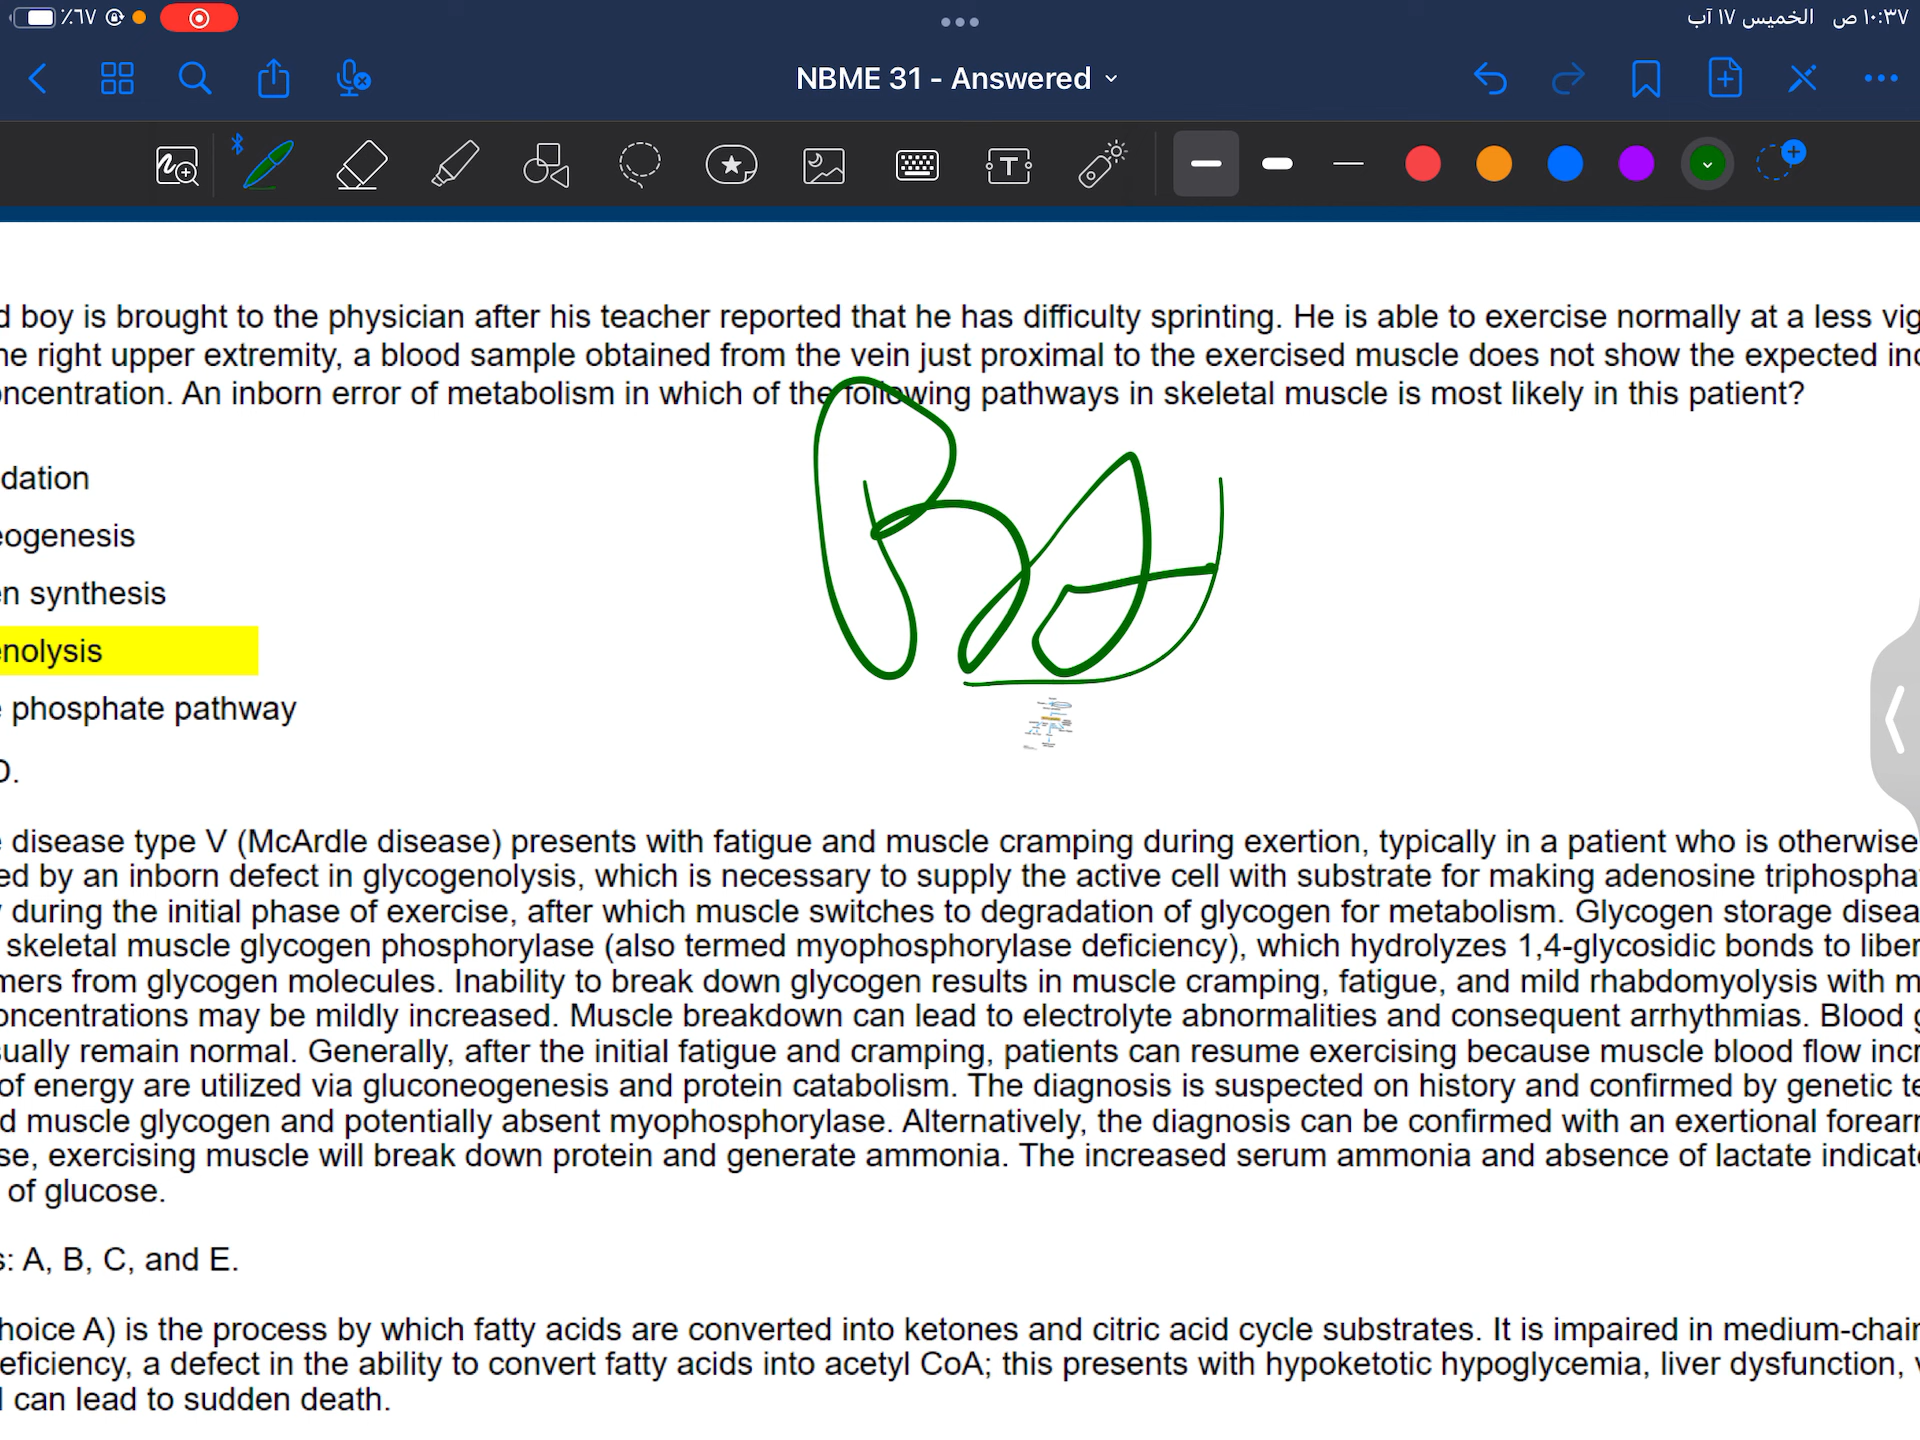 ٪٦٧
الخميس ١٧ آب ١٠:٣٧ ص
NBME 31 - Answered
T
d boy is brought to the physician after his teacher reported that he has difficulty sprinting. He is able to exercise normally at a less vig
he right upper extremity, a blood sample obtained from the vein just proximal to the exercised muscle does not show the expected inc
oncentration. An inborn error of metabolism in which of the following pathways in skeletal muscle is most likely in this patient?
dation
eogenesis
en synthesis
enolysis
e phosphate pathway
D.
e disease type V (McArdle disease) presents with fatigue and muscle cramping during exertion, typically in a patient who is otherwise
ed by an inborn defect in glycogenolysis, which is necessary to supply the active cell with substrate for making adenosine triphospha
y during the initial phase of exercise, after which muscle switches to degradation of glycogen for metabolism. Glycogen storage disea
skeletal muscle glycogen phosphorylase (also termed myophosphorylase deficiency), which hydrolyzes 1,4-glycosidic bonds to liber
mers from glycogen molecules. Inability to break down glycogen results in muscle cramping, fatigue, and mild rhabdomyolysis with m
oncentrations may be mildly increased. Muscle breakdown can lead to electrolyte abnormalities and consequent arrhythmias. Blood g
sually remain normal. Generally, after the initial fatigue and cramping, patients can resume exercising because muscle blood flow incr
of energy are utilized via gluconeogenesis and protein catabolism. The diagnosis is suspected on history and confirmed by genetic te
d muscle glycogen and potentially absent myophosphorylase. Alternatively, the diagnosis can be confirmed with an exertional forearm
se, exercising muscle will break down protein and generate ammonia. The increased serum ammonia and absence of lactate indicate
of glucose.
s: A, B, C, and E.
hoice A) is the process by which fatty acids are converted into ketones and citric acid cycle substrates. It is impaired in medium-chain
eficiency, a defect in the ability to convert fatty acids into acetyl CoA; this presents with hypoketotic hypoglycemia, liver dysfunction, v
d can lead to sudden death.